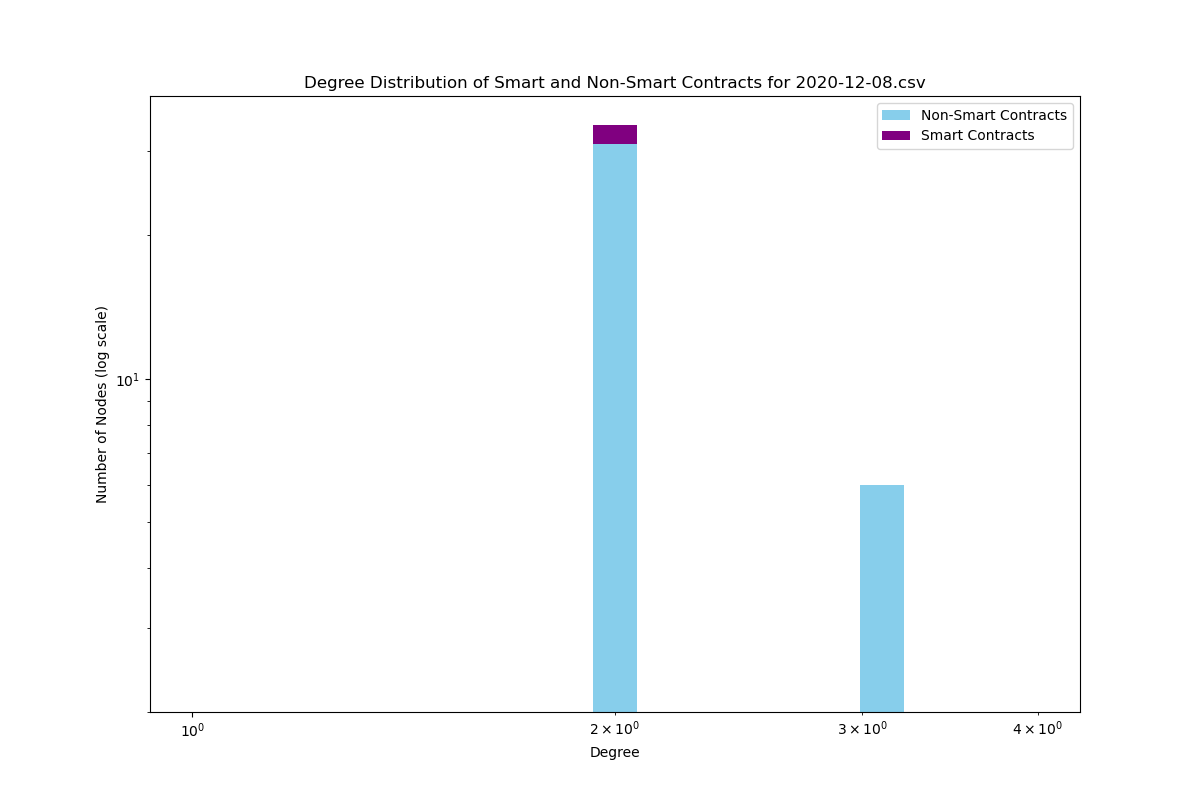 Degree Distribution of Smart and Non-Smart Contracts for 2020-12-08.csv
Non-Smart Contracts
Smart Contracts
Number of Nodes (log scale)
10¹
10⁰
2 × 10⁰
3 × 10⁰
4 × 10⁰
Degree